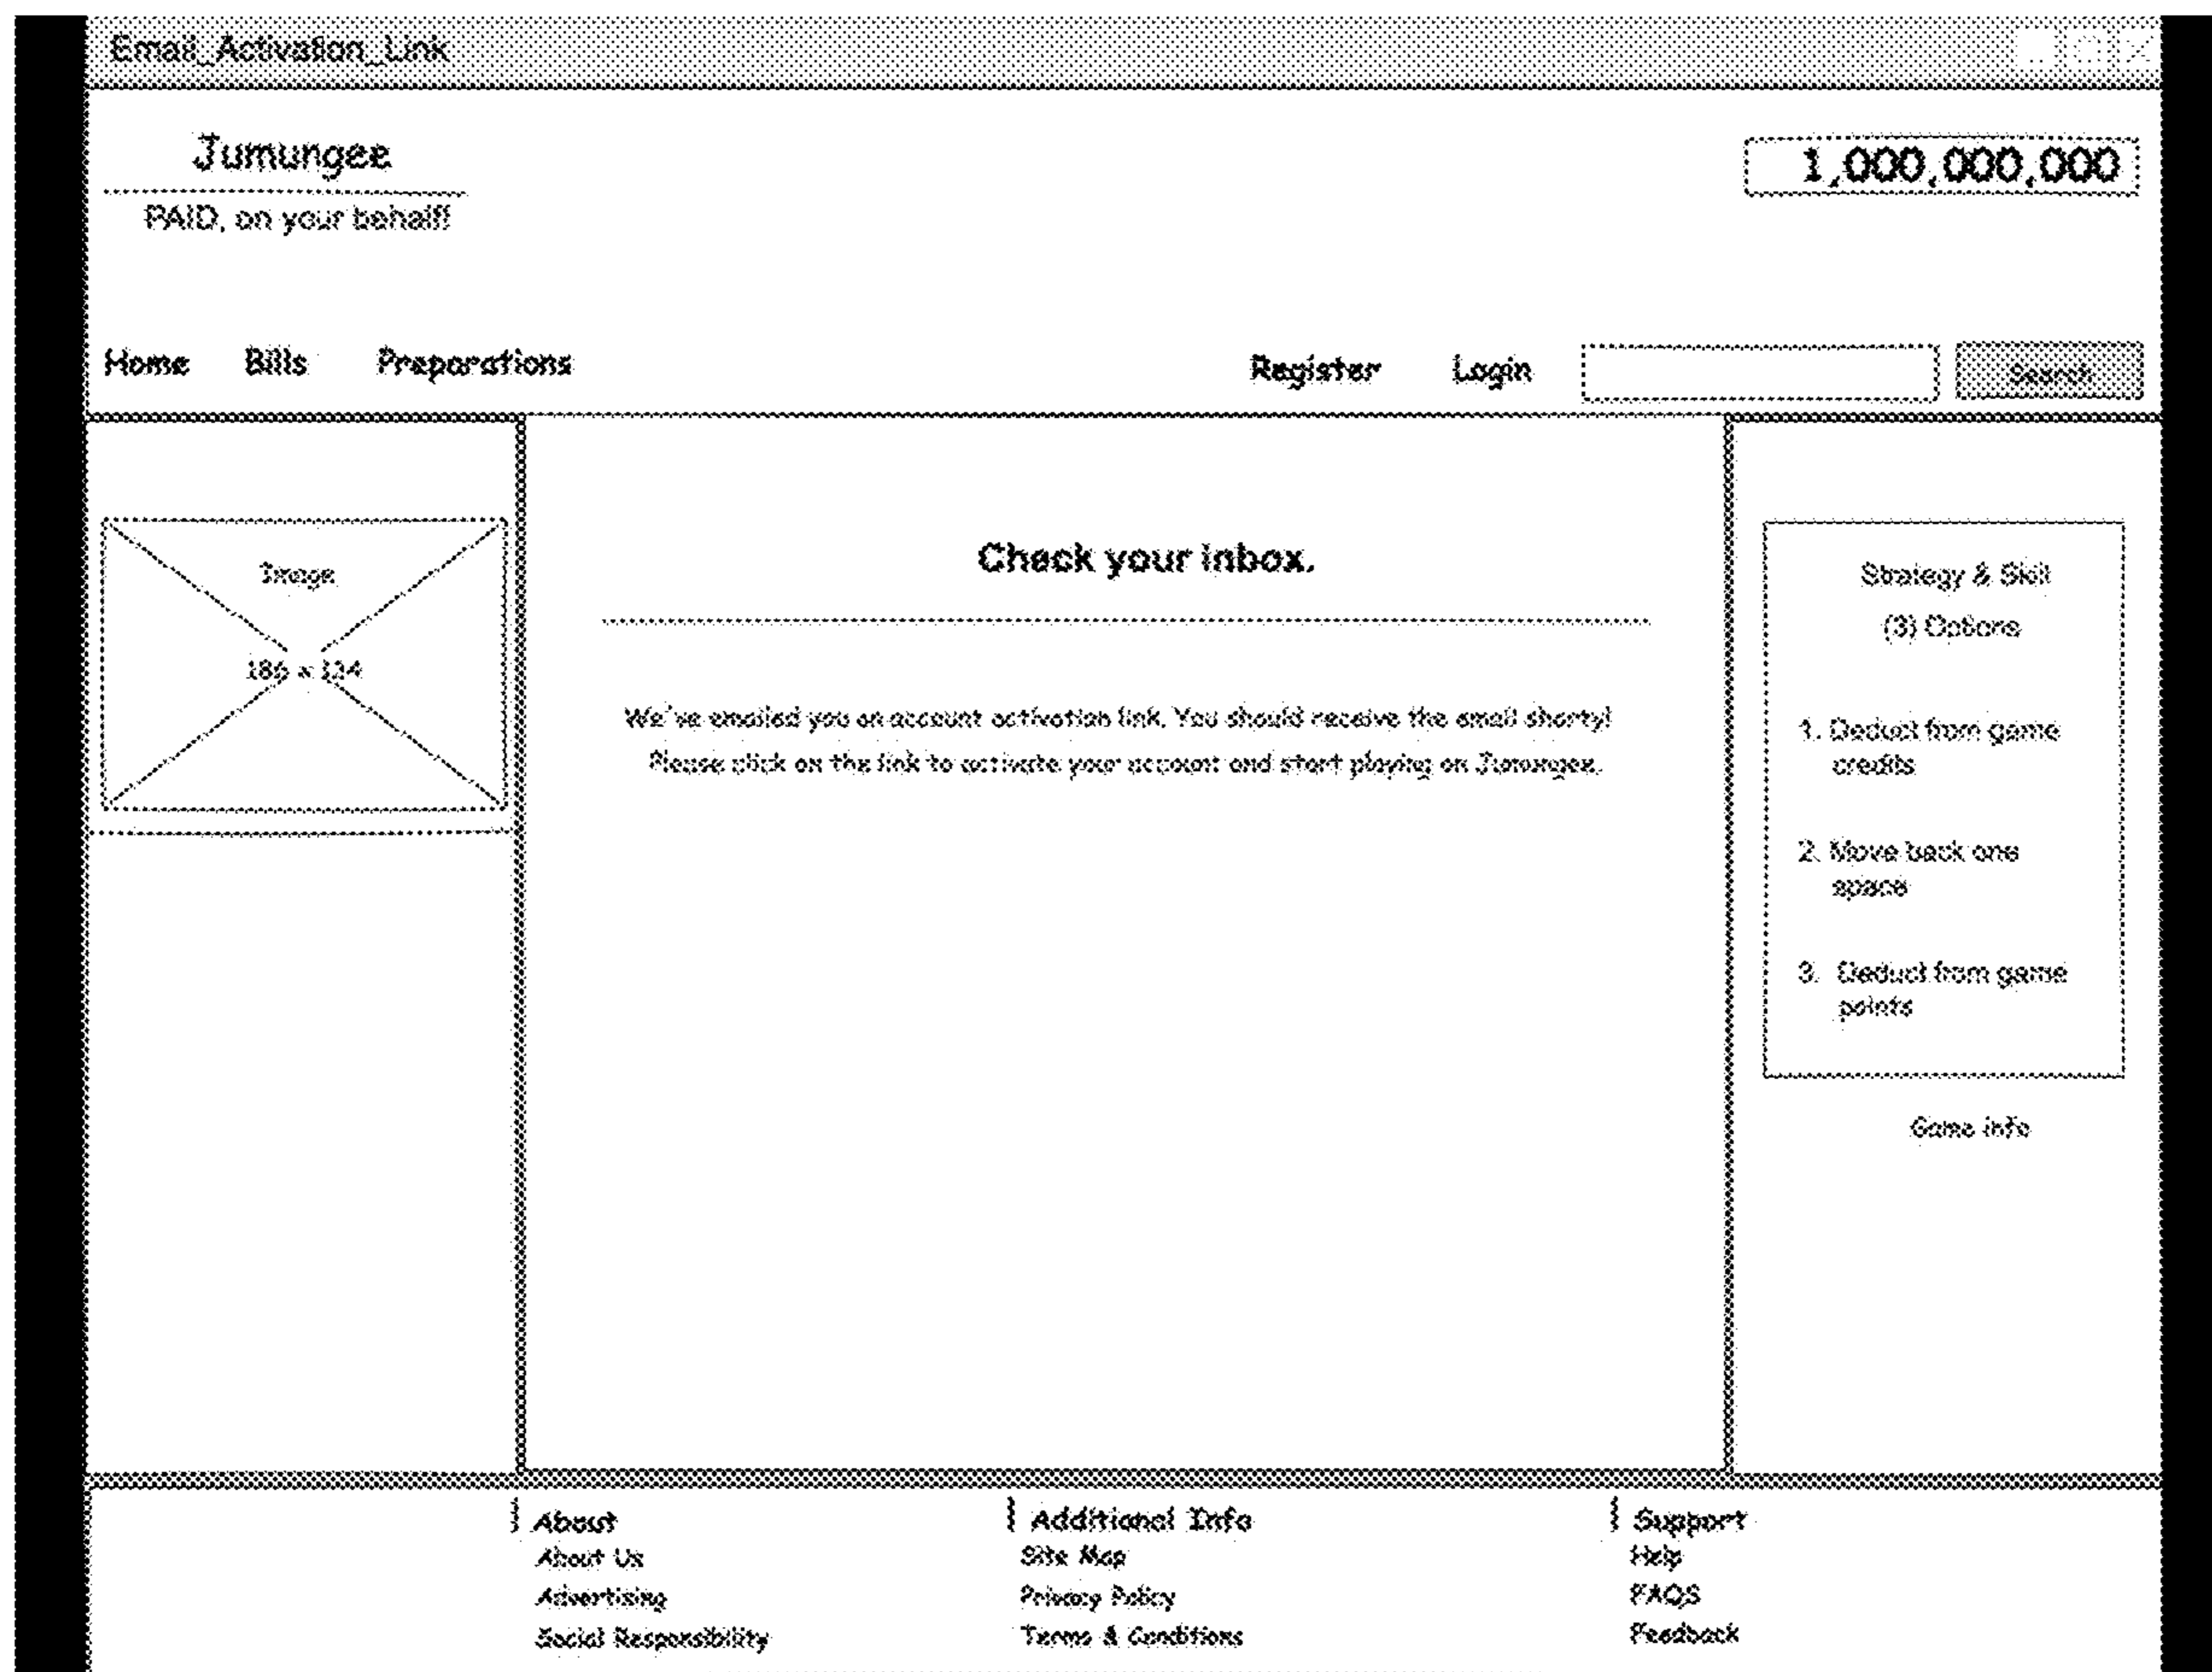 Email_Activation_Link
Jumungee
PAID, on your behalf!
1,000,000,000
Home Bills Preparations Register Login Search
Image
186 x 134
Check your inbox.
We've emailed you an account activation link. You should receive the email shorty!
Please click on the link to activate your account and start playing on Jumungee.
Strategy & Skill
(3) Options
1. Deduct from game
credits
2. Move back one
space
3. Deduct from game
points
Game info
About
About Us
Advertising
Social Responsibility
Additional Info
Site Map
Privacy Policy
Terms & Conditions
Support
Help
FAQS
Feedback